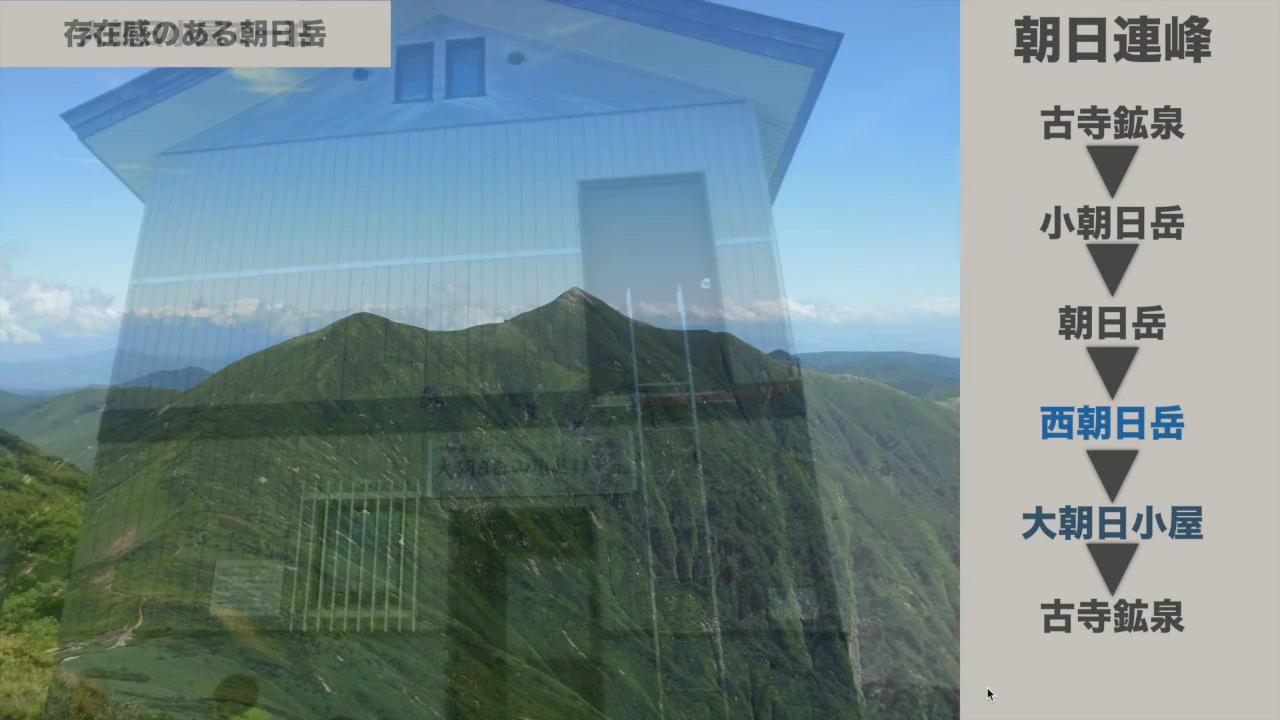 存在感のある朝日岳
朝日連峰
古寺鉱泉
小朝日岳
朝日岳
西朝日岳
大朝日小屋
古寺鉱泉